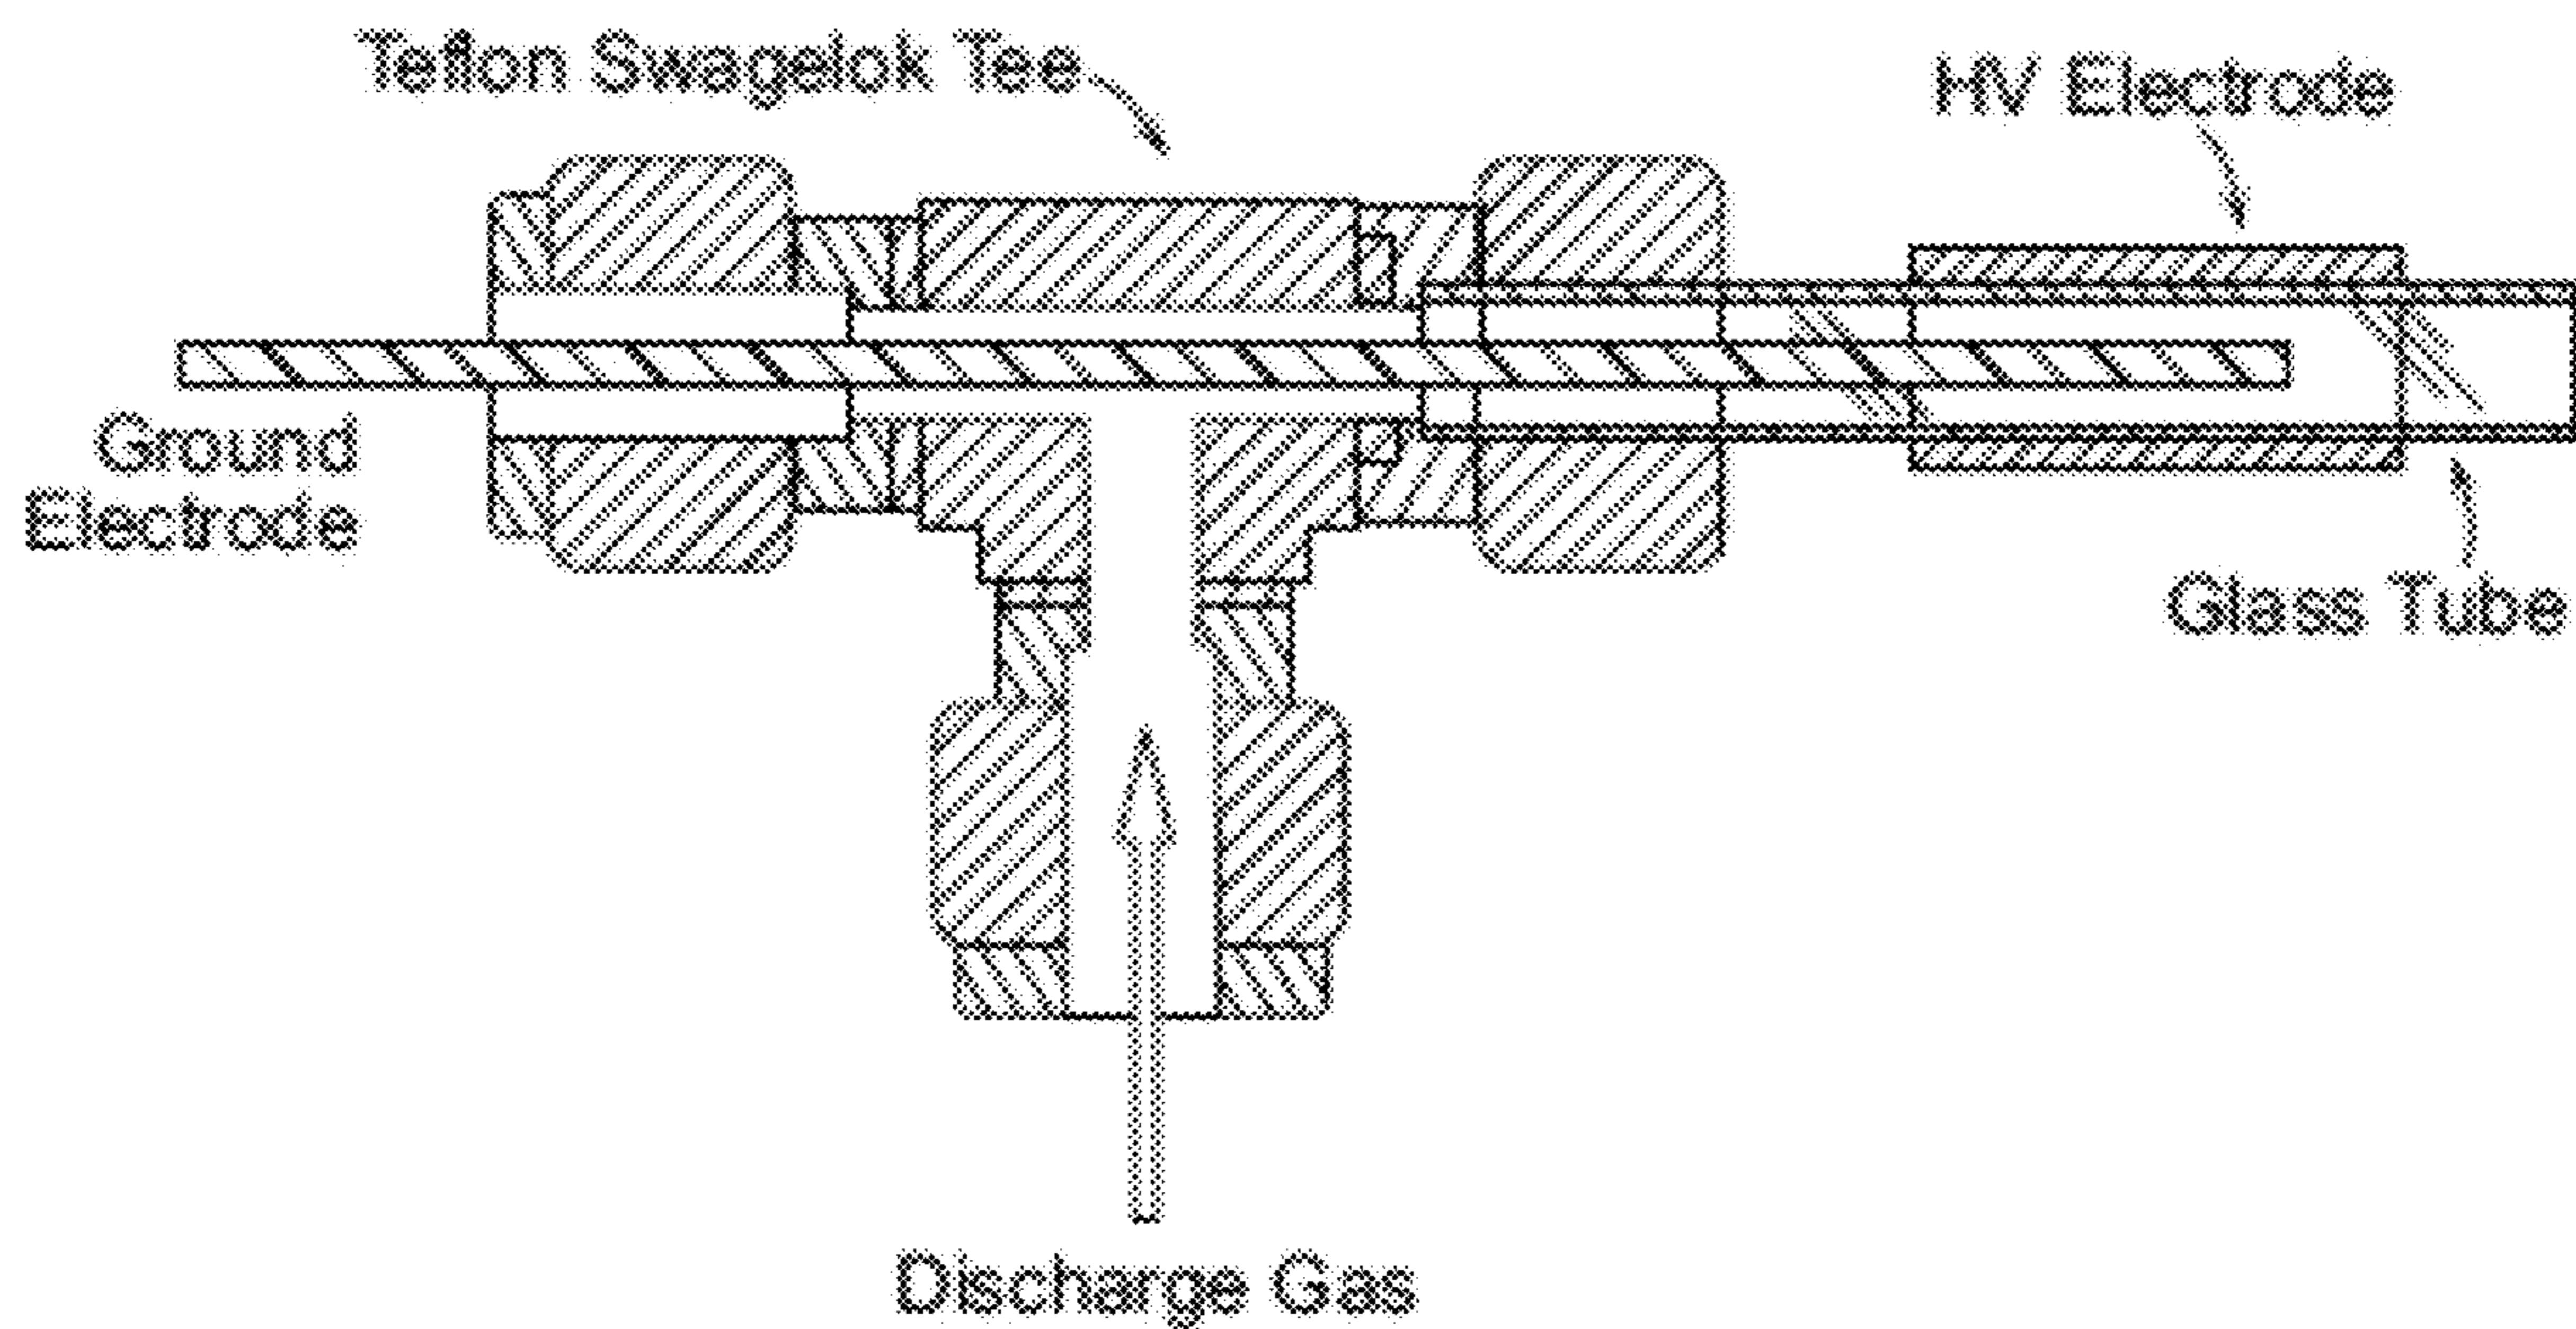 Teflon Swagelok Tee
HV Electrode
Ground
Electrode
Glass Tube
Discharge Gas